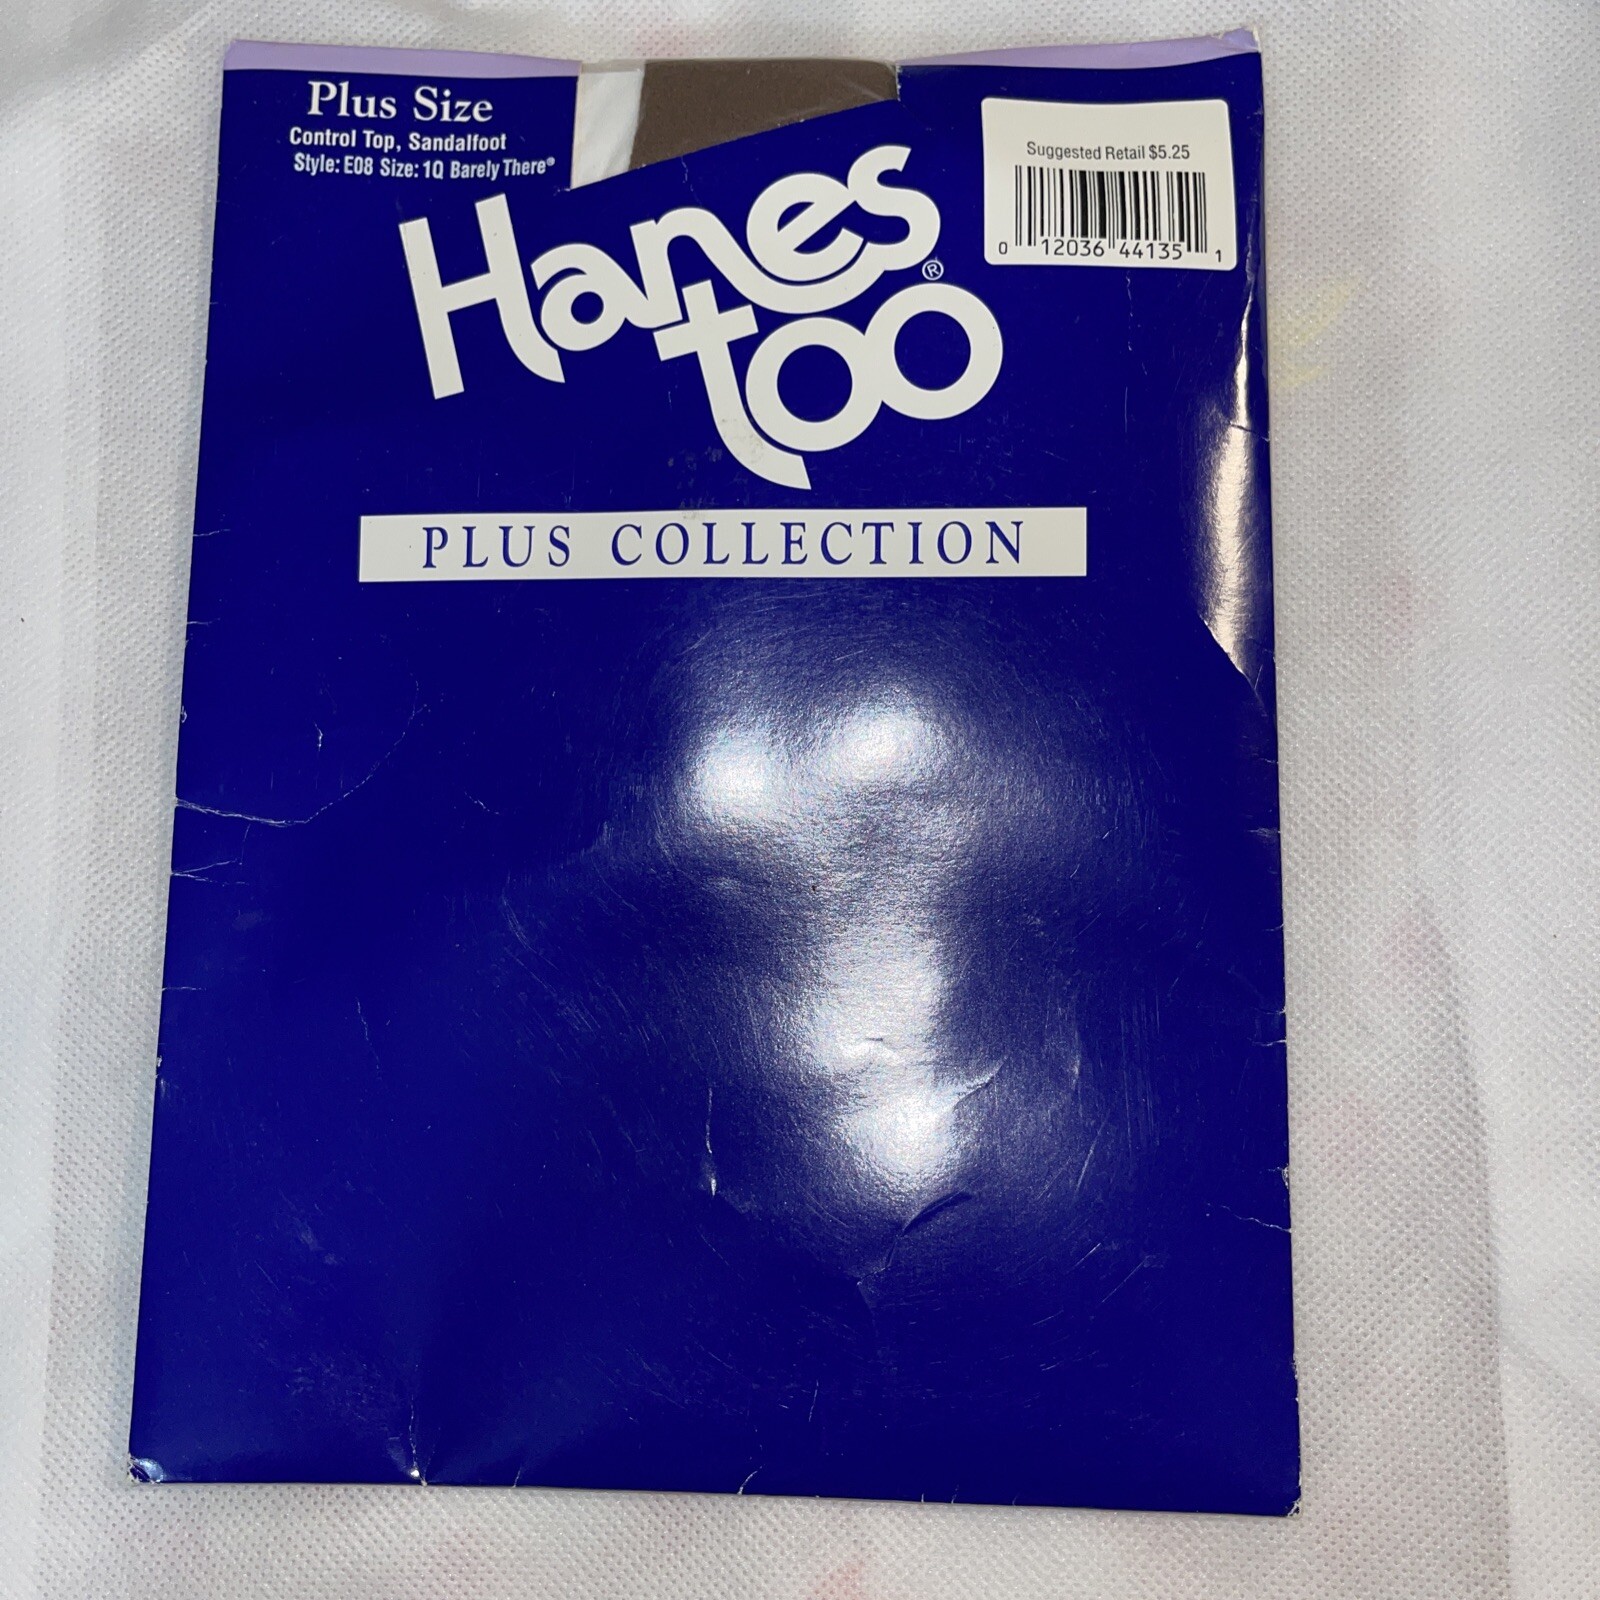 Plus Size
Control Top, Sandalfoot
Style: E08 Size: 1Q Barely There®
Hanes
too®
PLUS COLLECTION
Suggested Retail $5.25
0 12036 44135 1